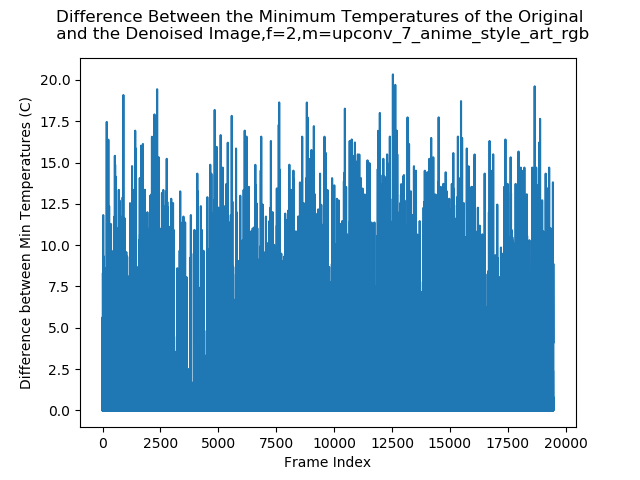 Difference Between the Minimum Temperatures of the Original
and the Denoised Image,f=2,m=upconv_7_anime_style_art_rgb
20.0
17.5
15.0
12.5
10.0
7.5
5.0
2.5
0.0
Difference between Min Temperatures (C)
0 2500 5000 7500 10000 12500 15000 17500 20000
Frame Index